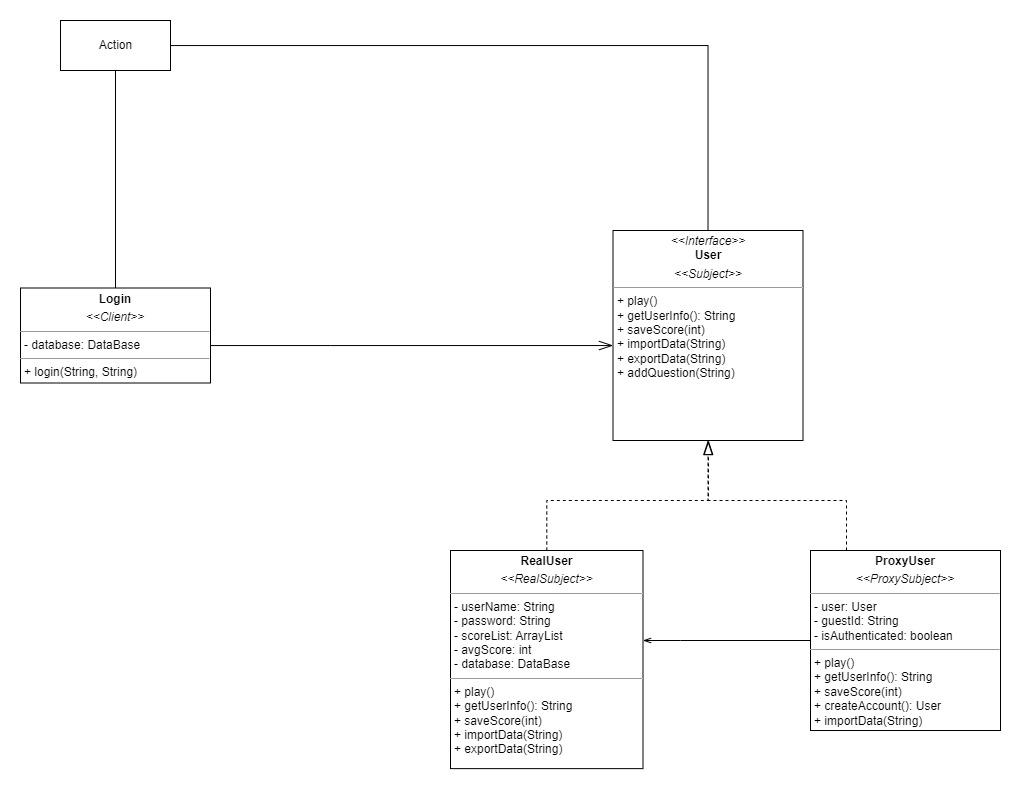 Action
<<Interface>>
User
<<Subject>>
+ play()
+ getUserInfo(): String
+ saveScore(int)
+ importData(String)
+ exportData(String)
+ addQuestion(String)
Login
<<Client>>
- database: DataBase
+ login(String, String)
RealUser
<<RealSubject>>
- userName: String
- password: String
- scoreList: ArrayList
- avgScore: int
- database: DataBase
+ play()
+ getUserInfo(): String
+ saveScore(int)
+ importData(String)
+ exportData(String)
ProxyUser
<<ProxySubject>>
- user: User
- guestId: String
- isAuthenticated: boolean
+ play()
+ getUserInfo(): String
+ saveScore(int)
+ createAccount(): User
+ importData(String)